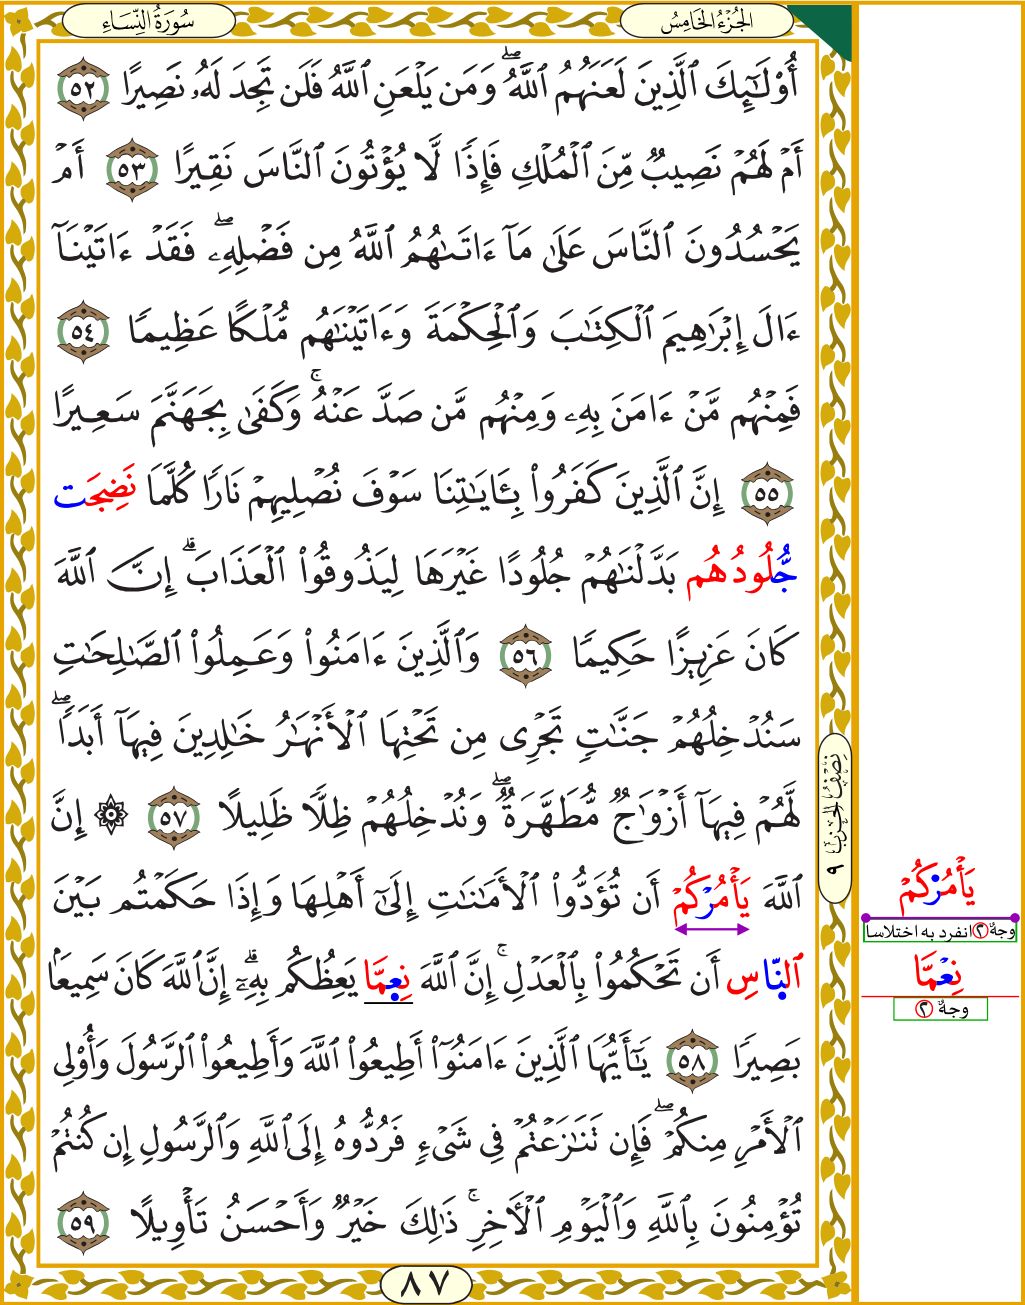 الجُزْءُ الخَامِسُ
سُورَةُ النِّسَاءِ
أُوْلَٰٓئِكَ ٱلَّذِينَ لَعَنَهُمُ ٱللَّهُۖ وَمَن يَلْعَنِ ٱللَّهُ فَلَن تَجِدَ لَهُۥ نَصِيرًا ٥٢
أَمْ لَهُمْ نَصِيبٌ مِّنَ ٱلْمُلْكِ فَإِذًا لَّا يُؤْتُونَ ٱلنَّاسَ نَقِيرًا ٥٣ أَمْ
يَحْسُدُونَ ٱلنَّاسَ عَلَىٰ مَآ ءَاتَىٰهُمُ ٱللَّهُ مِن فَضْلِهِۦۖ فَقَدْ ءَاتَيْنَآ
ءَالَ إِبْرَٰهِيمَ ٱلْكِتَٰبَ وَٱلْحِكْمَةَ وَءَاتَيْنَٰهُم مُّلْكًا عَظِيمًا ٥٤
فَمِنْهُم مَّنْ ءَامَنَ بِهِۦ وَمِنْهُم مَّن صَدَّ عَنْهُۚ وَكَفَىٰ بِجَهَنَّمَ سَعِيرًا
٥٥ إِنَّ ٱلَّذِينَ كَفَرُواْ بِـَٔايَٰتِنَا سَوْفَ نُصْلِيهِمْ نَارًا كُلَّمَا نَضِجَت
جُّلُودُهُم بَدَّلْنَٰهُمْ جُلُودًا غَيْرَهَا لِيَذُوقُواْ ٱلْعَذَابَۗ إِنَّ ٱللَّهَ
كَانَ عَزِيزًا حَكِيمًا ٥٦ وَٱلَّذِينَ ءَامَنُواْ وَعَمِلُواْ ٱلصَّٰلِحَٰتِ
سَنُدْخِلُهُمْ جَنَّٰتٍ تَجْرِى مِن تَحْتِهَا ٱلْأَنْهَٰرُ خَٰلِدِينَ فِيهَآ أَبَدًاۖ
لَّهُمْ فِيهَآ أَزْوَٰجٌ مُّطَهَّرَةٌۖ وَنُدْخِلُهُمْ ظِلًّا ظَلِيلًا ٥٧ ۞ إِنَّ
ٱللَّهَ يَأْمُرْكُمْ أَن تُؤَدُّواْ ٱلْأَمَٰنَٰتِ إِلَىٰٓ أَهْلِهَا وَإِذَا حَكَمْتُم بَيْنَ
ٱلنَّاسِ أَن تَحْكُمُواْ بِٱلْعَدْلِۚ إِنَّ ٱللَّهَ نِعِمَّا يَعِظُكُم بِهِۦٓۗ إِنَّ ٱللَّهَ كَانَ سَمِيعًۢا
بَصِيرًا ٥٨ يَٰٓأَيُّهَا ٱلَّذِينَ ءَامَنُوٓاْ أَطِيعُواْ ٱللَّهَ وَأَطِيعُواْ ٱلرَّسُولَ وَأُوْلِى
ٱلْأَمْرِ مِنكُمْۖ فَإِن تَنَٰزَعْتُمْ فِى شَىْءٍ فَرُدُّوهُ إِلَى ٱللَّهِ وَٱلرَّسُولِ إِن كُنتُمْ
تُؤْمِنُونَ بِٱللَّهِ وَٱلْيَوْمِ ٱلْأٓخِرِۚ ذَٰلِكَ خَيْرٌ وَأَحْسَنُ تَأْوِيلًا ٥٩
نِصْفُ الحِزْبِ ٩
يَأْمُرْكُمْ
وجهٌ ٢ انفرد به اختلاسا
نِعْمَّا
وجهٌ ٢
٨٧